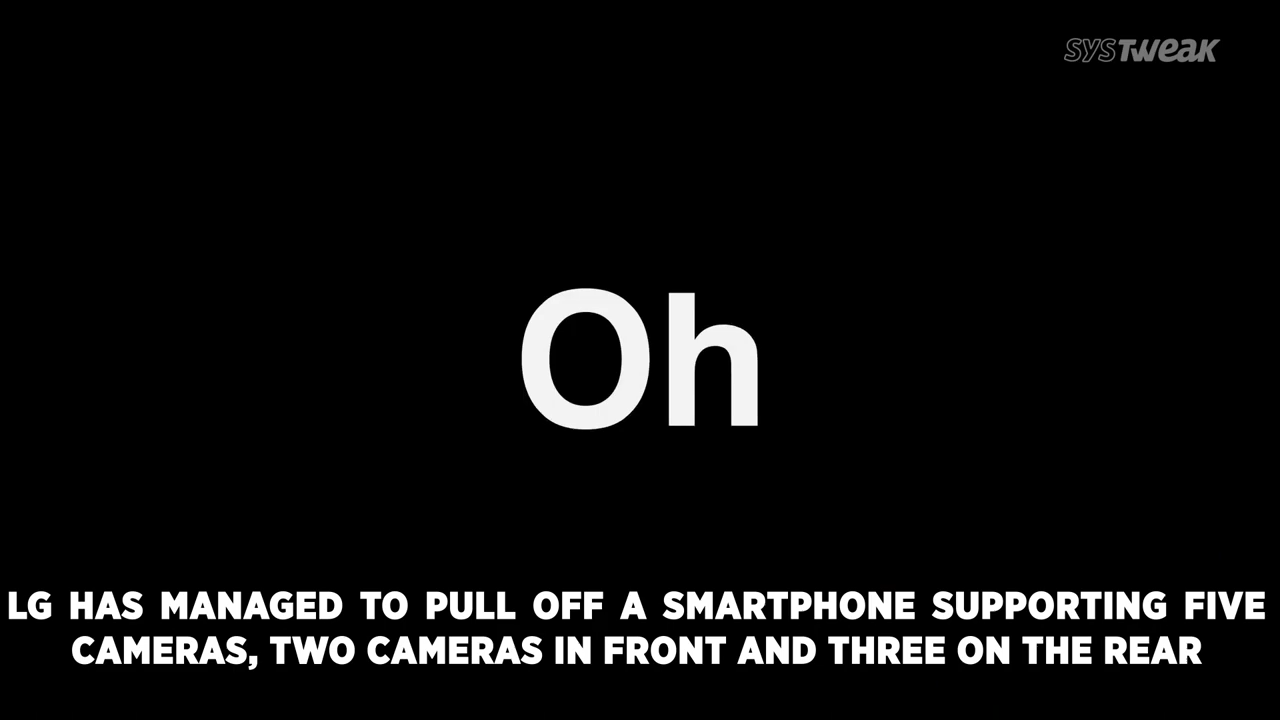 SYSTWEAK
Oh
LG HAS MANAGED TO PULL OFF A SMARTPHONE SUPPORTING FIVE
CAMERAS, TWO CAMERAS IN FRONT AND THREE ON THE REAR